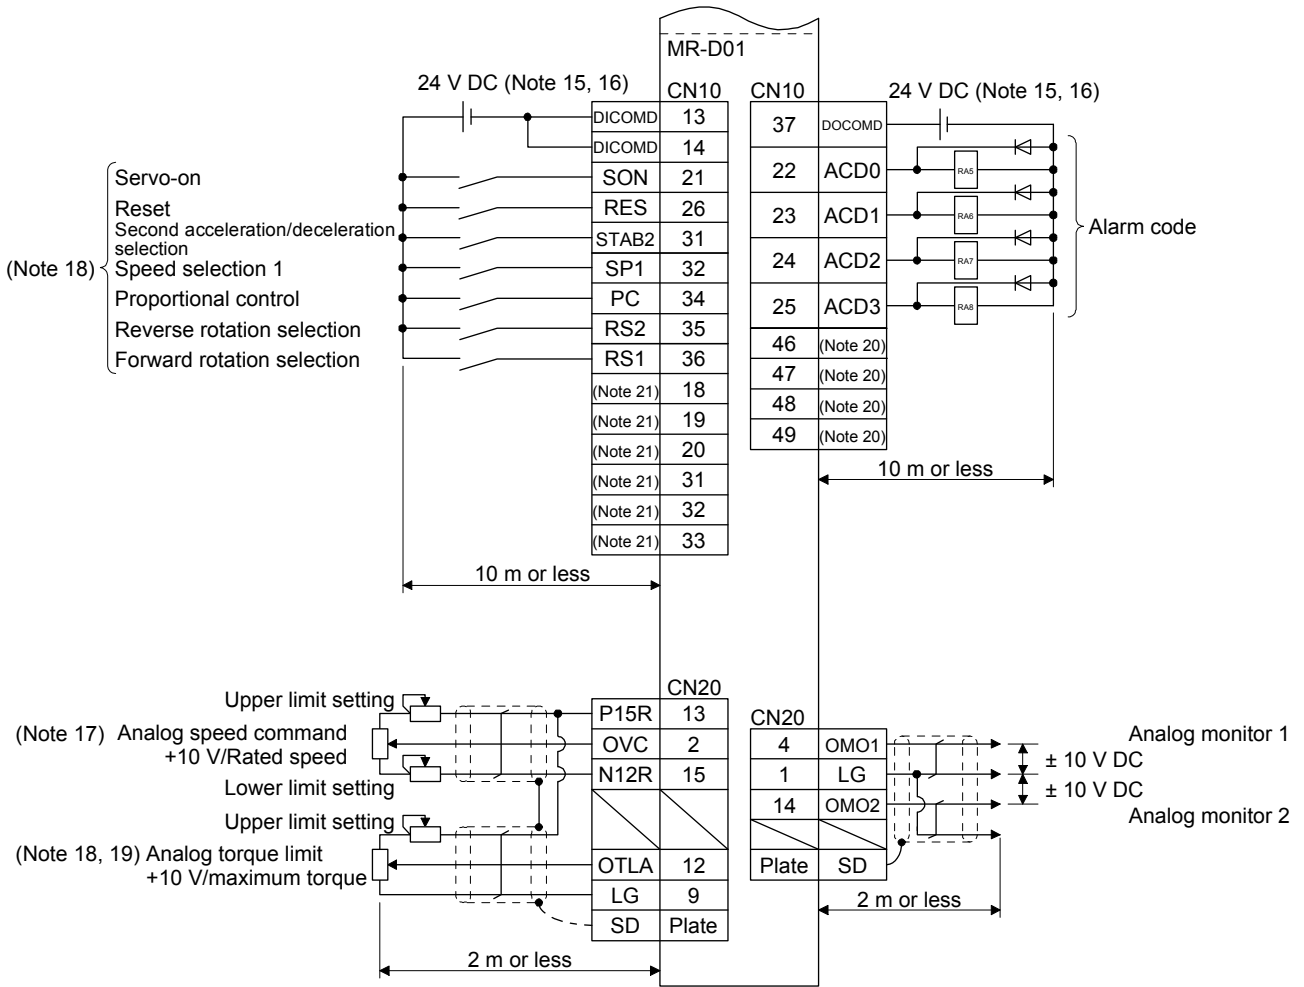 MR-D01
24 V DC (Note 15, 16)
CN10
DICOMD 13
DICOMD 14
Servo-on SON 21
Reset RES 26
Second acceleration/deceleration
selection STAB2 31
(Note 18) Speed selection 1 SP1 32
Proportional control PC 34
Reverse rotation selection RS2 35
Forward rotation selection RS1 36
(Note 21) 18
(Note 21) 19
(Note 21) 20
(Note 21) 31
(Note 21) 32
(Note 21) 33
10 m or less
CN10
24 V DC (Note 15, 16)
37 DOCOMD
22 ACD0 RA5
23 ACD1 RA6
24 ACD2 RA7
25 ACD3 RA8
Alarm code
46 (Note 20)
47 (Note 20)
48 (Note 20)
49 (Note 20)
10 m or less
CN20
Upper limit setting P15R 13
(Note 17) Analog speed command
+10 V/Rated speed OVC 2
Lower limit setting N12R 15
Upper limit setting
(Note 18, 19) Analog torque limit
+10 V/maximum torque OTLA 12
LG 9
SD Plate
2 m or less
CN20
4 OMO1 Analog monitor 1
± 10 V DC
1 LG
± 10 V DC
14 OMO2 Analog monitor 2
Plate SD
2 m or less